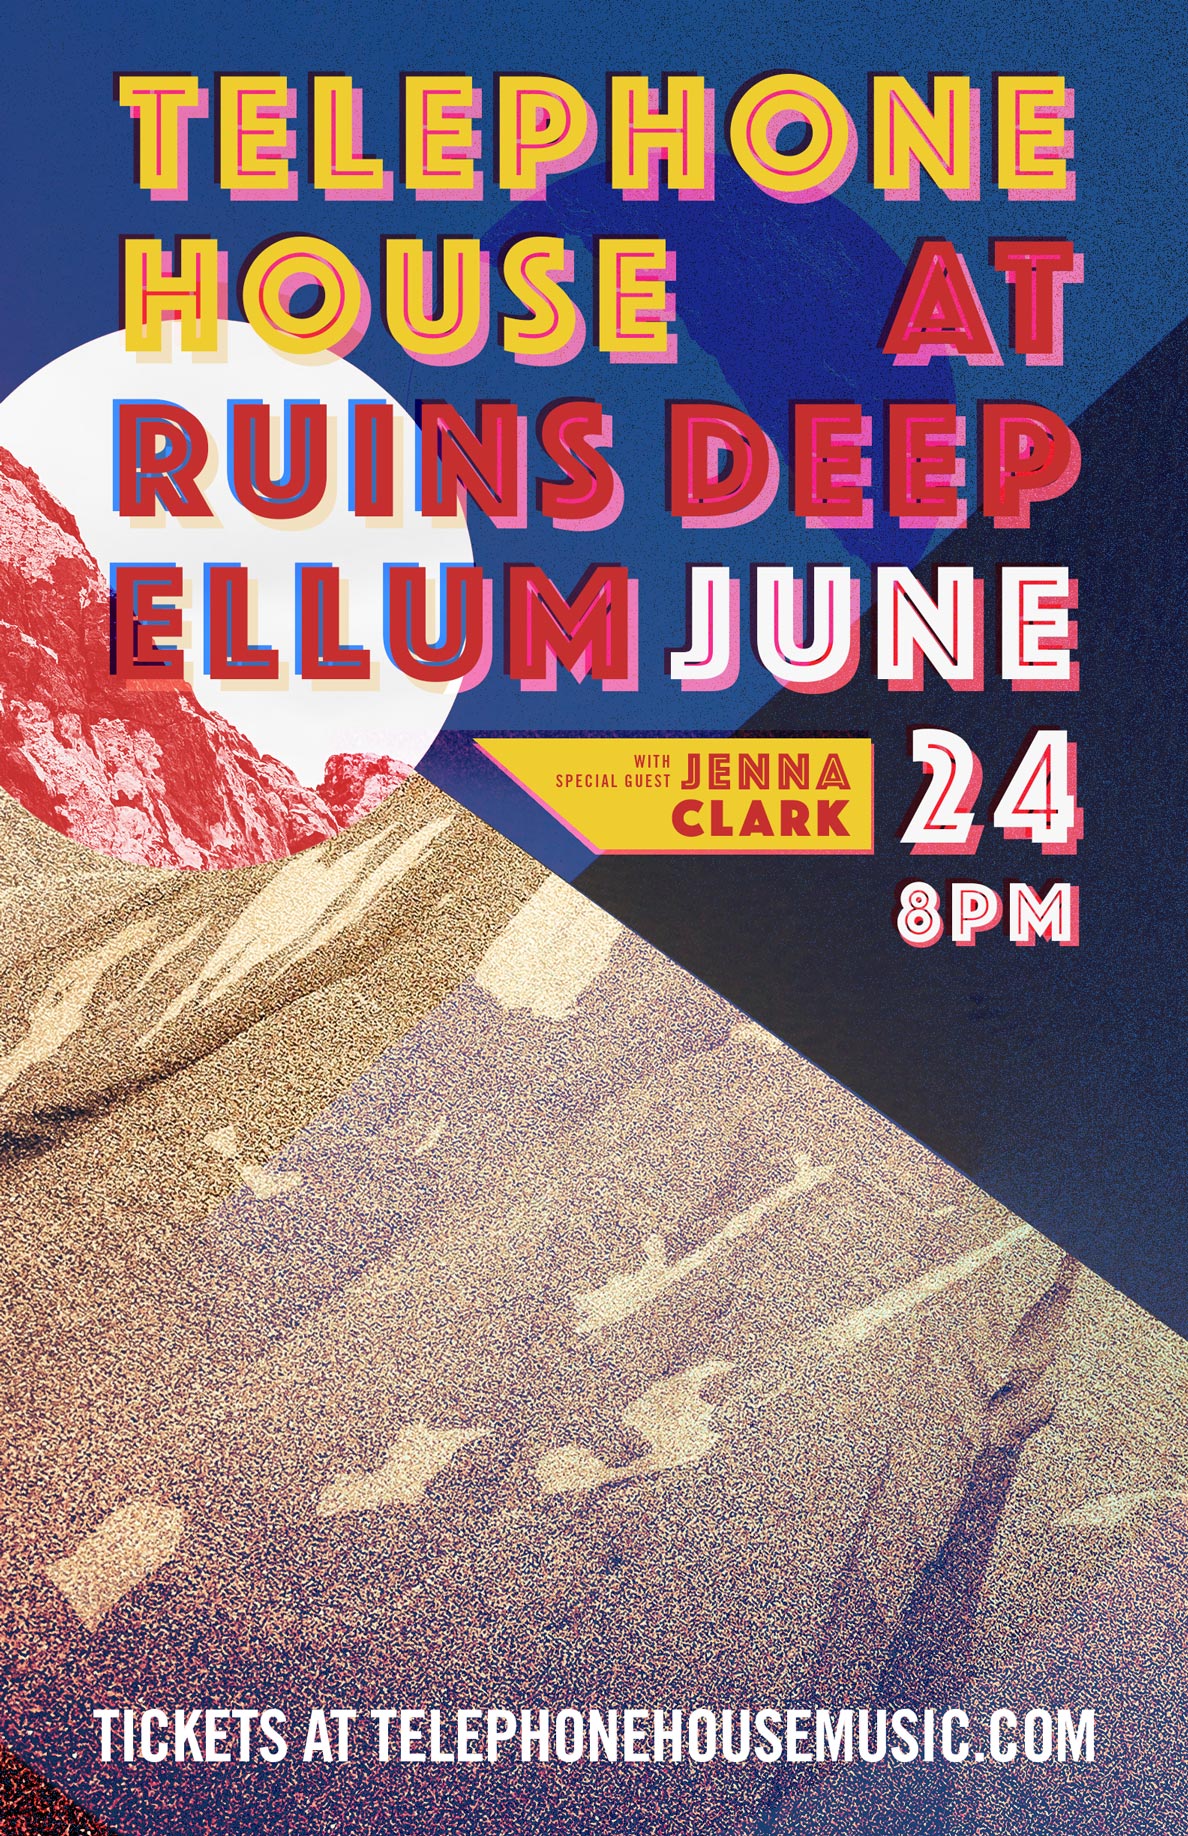 TELEPHONE
HOUSE AT
RUINS DEEP
ELLUM JUNE
24
WITH
SPECIAL GUEST
JENNA
CLARK
8PM
TICKETS AT TELEPHONEHOUSEMUSIC.COM